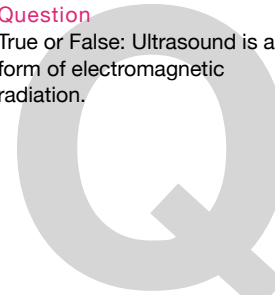 Question
True or False: Ultrasound is a
form of electromagnetic
radiation.
Q